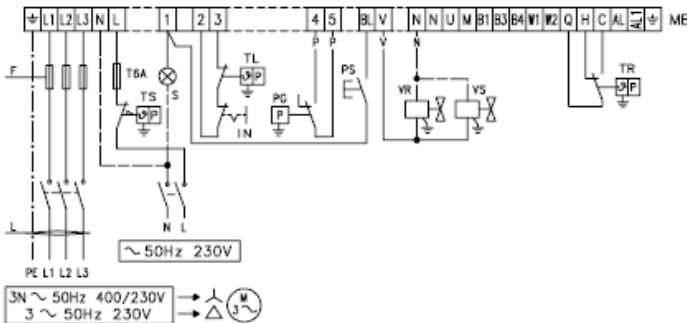 ⏚ L1 L2 L3 N L 1 2 3 4 5 BL V N N U M B1 B3 B4 W1 W2 Q H C AL AL1 ⏚ MB
P P V N
F T6A S TL PS TR
TS ϑ P PG P VR VS ϑ P
ϑ P IN
L N L
~ 50Hz 230V
PE L1 L2 L3
3N ~ 50Hz 400/230V
3 ~ 50Hz 230V
M
3~